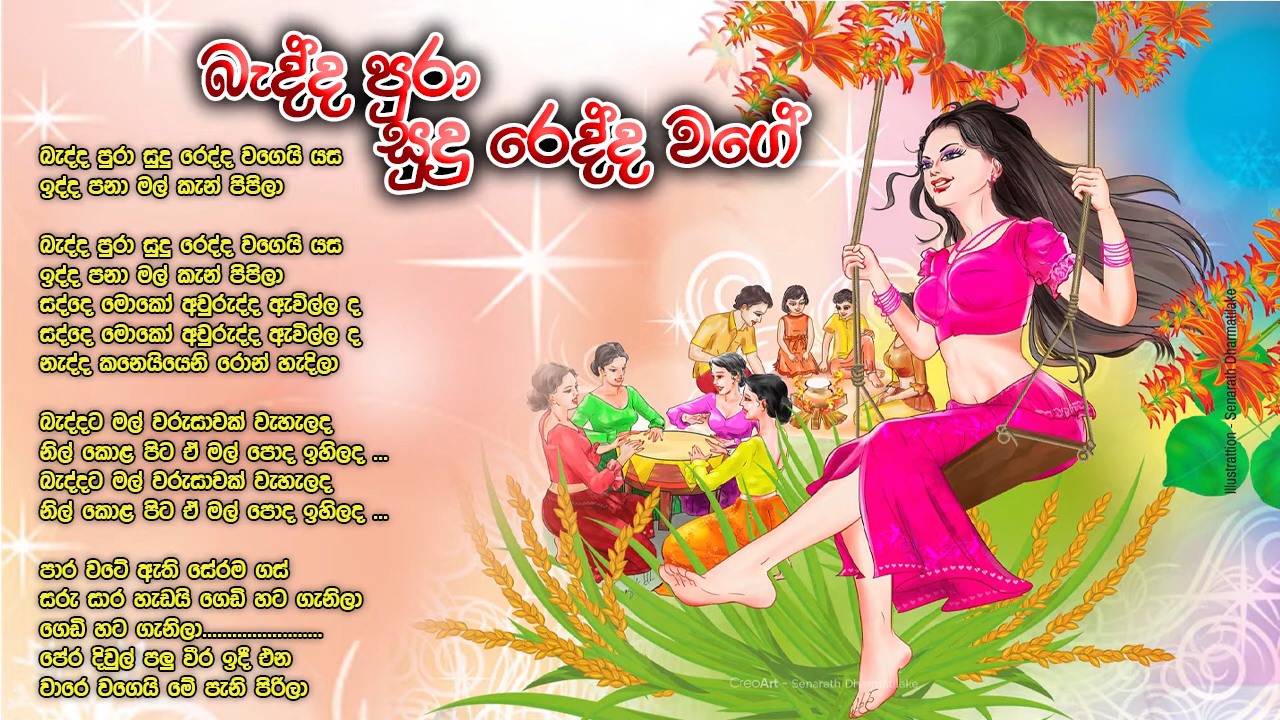 බැද්ද පුරා
සුදු රෙද්ද වගේ
බැද්ද පුරා සුදු රෙද්ද වගෙයි යස
ඉද්ද පනා මල් කැන් පිපිලා
බැද්ද පුරා සුදු රෙද්ද වගෙයි යස
ඉද්ද පනා මල් කැන් පිපිලා
සද්දෙ මොකෝ අවුරුද්ද ඇවිල්ල ද
සද්දෙ මොකෝ අවුරුද්ද ඇවිල්ල ද
නැද්ද කනෙයියෙනි රොන් හැදිලා
බැද්දට මල් වරුසාවක් වැහැලද
නිල් කොළ පිට ඒ මල් පොද ඉහිලද ...
බැද්දට මල් වරුසාවක් වැහැලද
නිල් කොළ පිට ඒ මල් පොද ඉහිලද ...
පාර වටේ ඇති සේරම ගස්
සරු සාර හැඩයි ගෙඩි හට ගැනිලා
ගෙඩි හට ගැනිලා........................
පේර දිවුල් පලු වීර ඉදී එන
වාරෙ වගෙයි මේ පැනි පිරිලා
Illustrattion - Senarath Dharmatilake
CreoArt - Senarath Dharmatilake